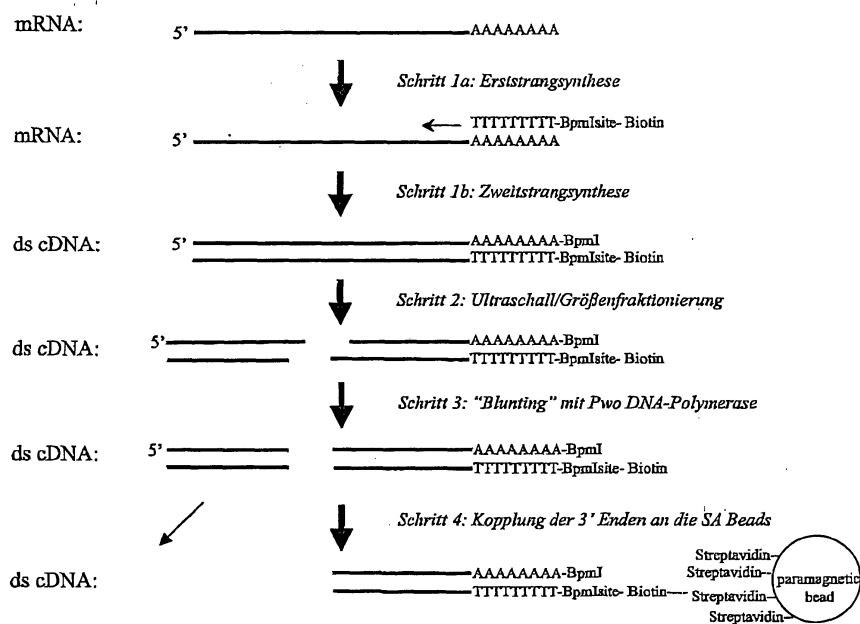 mRNA: 5' AAAAAAAA
Schritt 1a: Erststrangsynthese
TTTTTTTTT-BpmIsite- Biotin
mRNA: 5' AAAAAAAA
Schritt 1b: Zweitstrangsynthese
ds cDNA: 5' AAAAAAAA-BpmI
TTTTTTTTT-BpmIsite- Biotin
Schritt 2: Ultraschall/Größenfraktionierung
ds cDNA: 5' AAAAAAAA-BpmI
TTTTTTTTT-BpmIsite- Biotin
Schritt 3: "Blunting" mit Pwo DNA-Polymerase
ds cDNA: 5' AAAAAAAA-BpmI
TTTTTTTTT-BpmIsite- Biotin
Schritt 4: Kopplung der 3' Enden an die SA Beads
ds cDNA: AAAAAAAA-BpmI
TTTTTTTTT-BpmIsite- Biotin
Streptavidin
Streptavidin
Streptavidin
Streptavidin
paramagnetic
bead